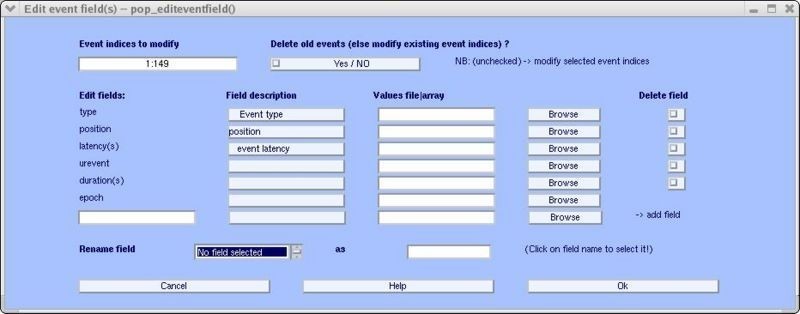 Edit event field(s) -- pop_editeventfield()
Event indices to modify Delete old events (else modify existing event indices) ?
1:149 Yes / NO NB: (unchecked) -> modify selected event indices
Edit fields: Field description Values file|array Delete field
type Event type Browse
position position Browse
latency(s) event latency Browse
urevent Browse
duration(s) Browse
epoch Browse
Browse -> add field
Rename field No field selected as (Click on field name to select it!)
Cancel Help Ok